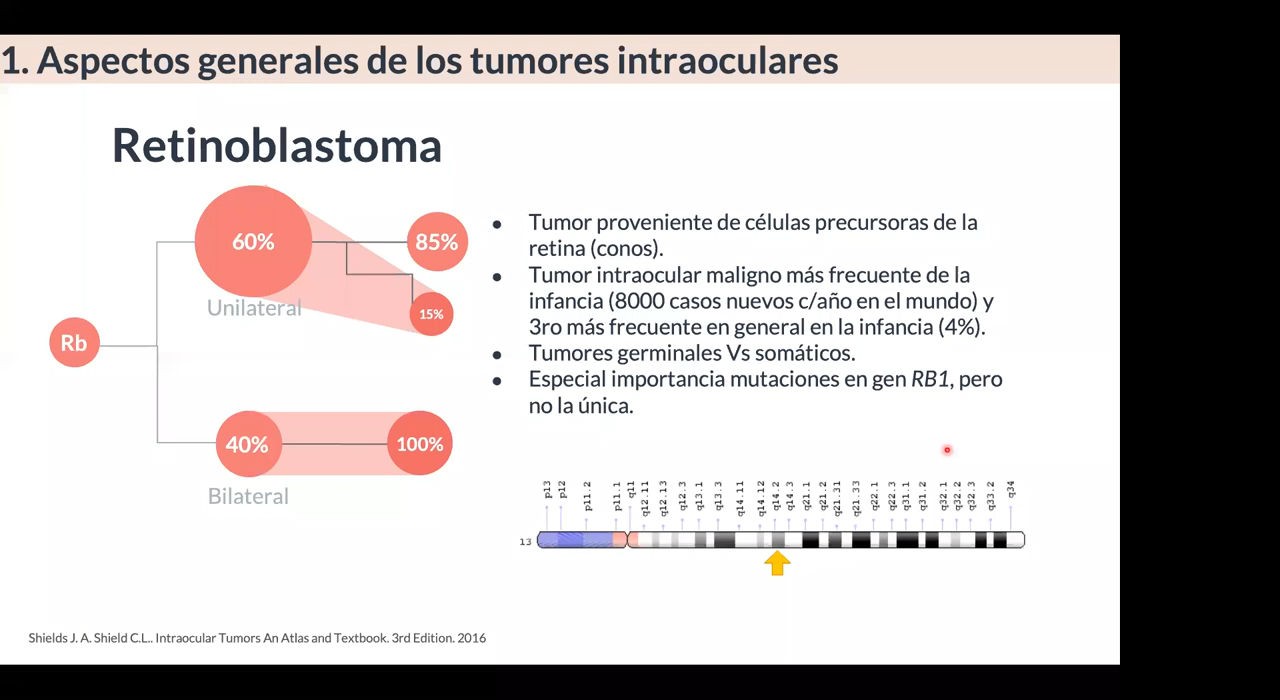 1. Aspectos generales de los tumores intraoculares
Retinoblastoma
60%
85%
Unilateral
15%
Rb
40%
100%
Bilateral
● Tumor proveniente de células precursoras de la
retina (conos).
● Tumor intraocular maligno más frecuente de la
infancia (8000 casos nuevos c/año en el mundo) y
3ro más frecuente en general en la infancia (4%).
● Tumores germinales Vs somáticos.
● Especial importancia mutaciones en gen RB1, pero
no la única.
p13 p12 p11.2 p11.1 q11 q12.11 q12.13 q12.3 q13.1 q13.3 q14.11 q14.12 q14.2 q14.3 q21.1 q21.2 q21.31 q21.33 q22.1 q22.3 q31.1 q31.2 q32.1 q32.2 q32.3 q33.2 q34
13
Shields J. A. Shield C.L.. Intraocular Tumors An Atlas and Textbook. 3rd Edition. 2016